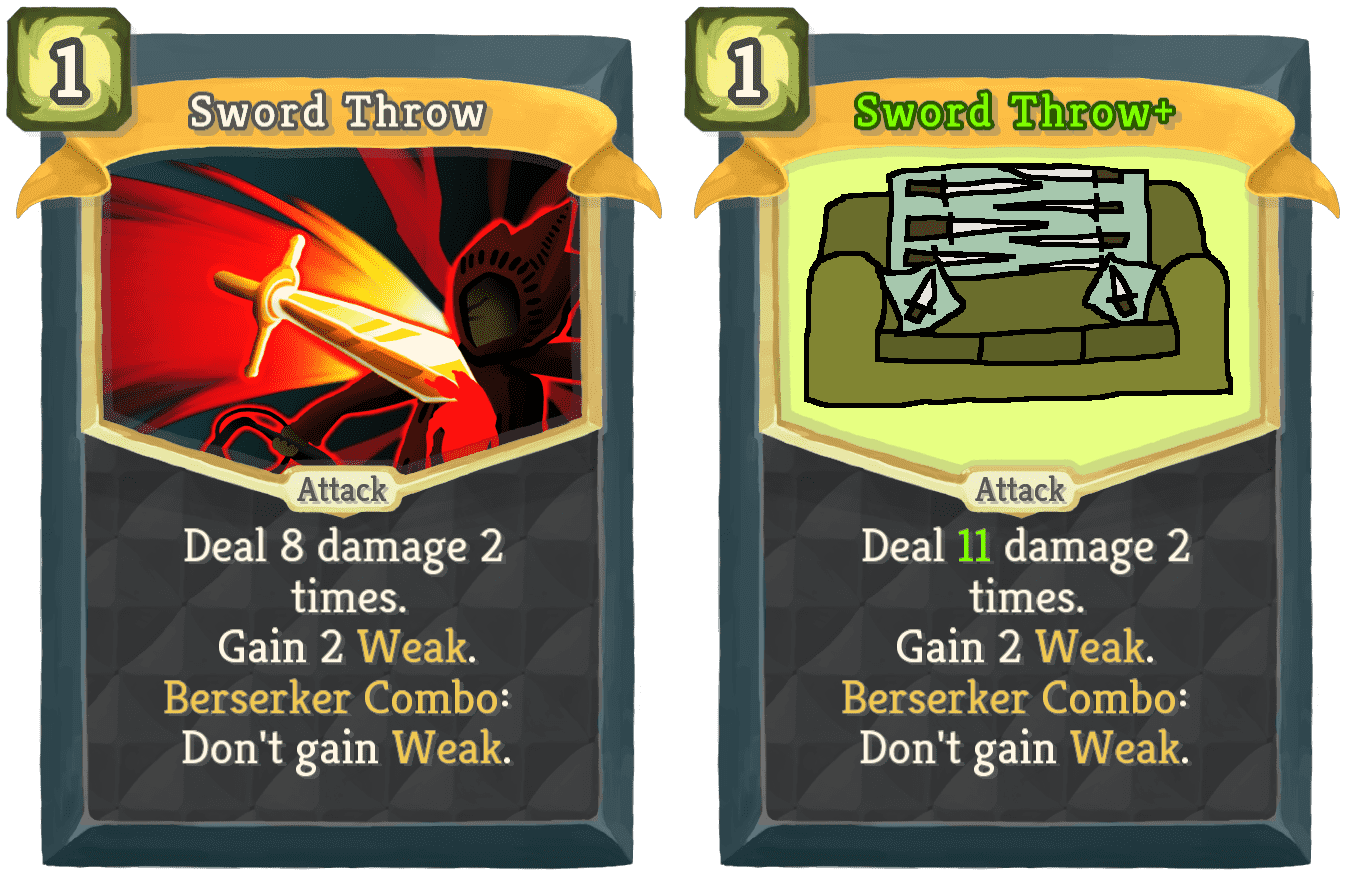 1
Sword Throw
Attack
Deal 8 damage 2
times.
Gain 2 Weak.
Berserker Combo:
Don't gain Weak.
1
Sword Throw+
Attack
Deal 11 damage 2
times.
Gain 2 Weak.
Berserker Combo:
Don't gain Weak.